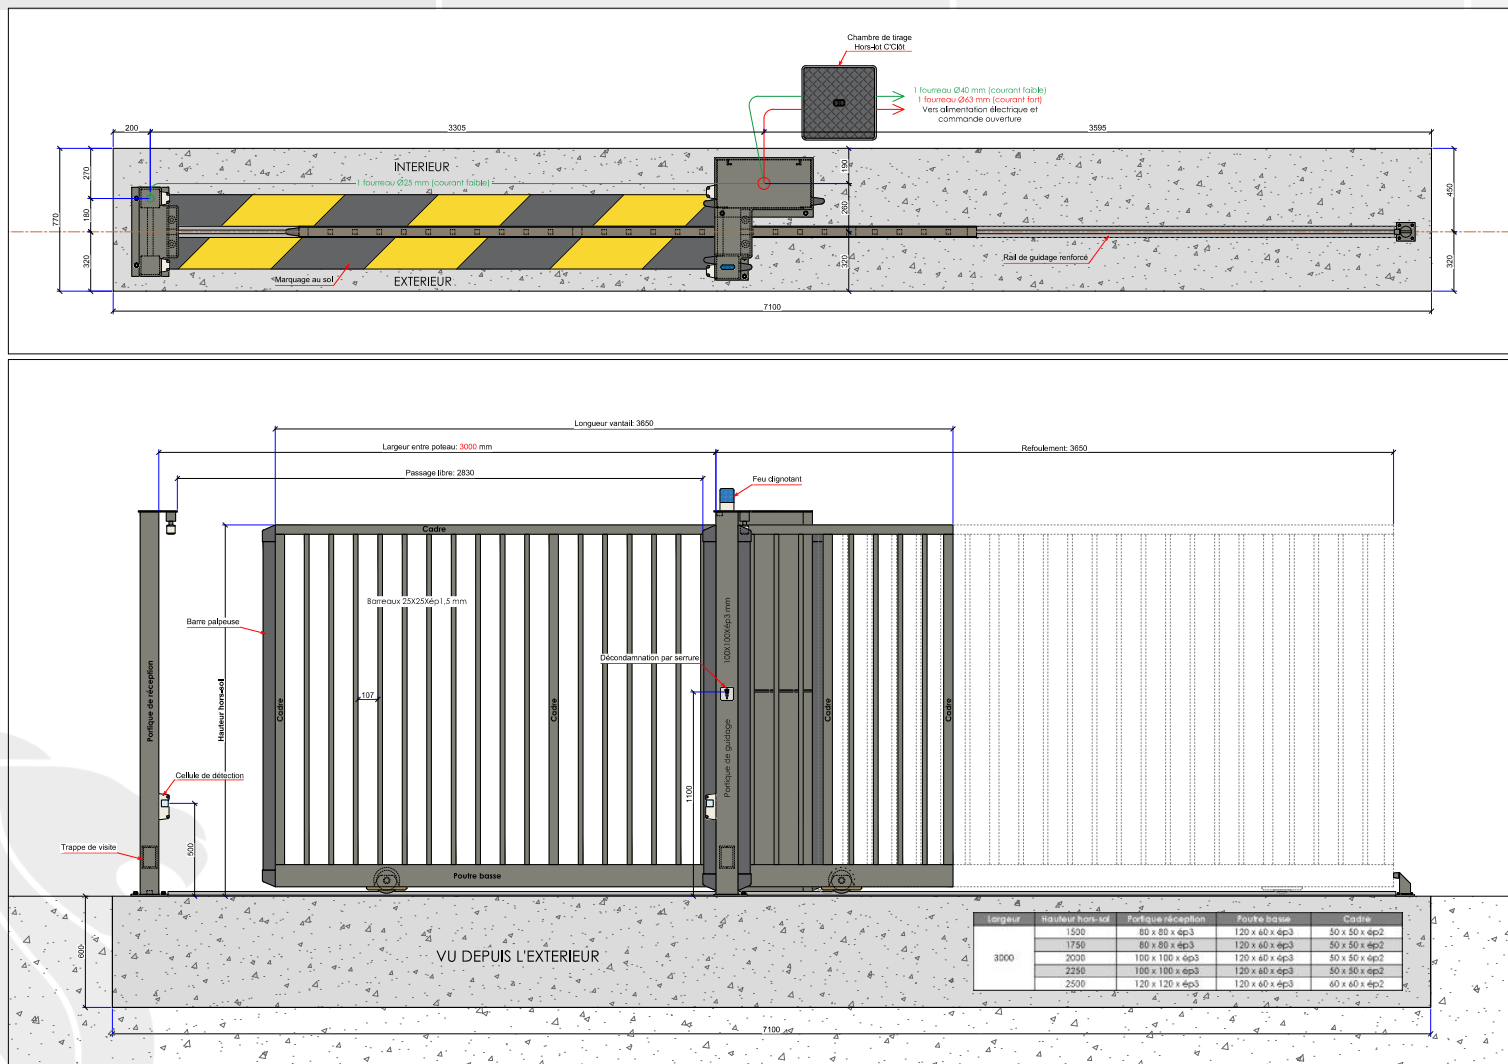 Chambre de tirage
Hors-lot C'Clôt
1 fourreau Ø40 mm (courant faible)
1 fourreau Ø63 mm (courant fort)
Vers alimentation électrique et
commande ouverture
200
3305
3595
INTERIEUR
1 fourreau Ø25 mm (courant faible)
270
180
320
770
190
260
320
450
320
Rail de guidage renforcé
Marquage au sol
EXTERIEUR
7100
Longueur vantail: 3650
Largeur entre poteau: 3000 mm
Refoulement: 3650
Passage libre: 2830
Feu clignotant
Cadre
Barreaux 25X25Xép1,5 mm
Barre palpeuse
100X100Xép3 mm
Décondamnation par serrure
Portique de réception
Hauteur hors-sol
107
Cadre
Cadre
Cadre
Cadre
Portique de guidage
Cellule de détection
1100
Trappe de visite
500
Poutre basse
600
VU DEPUIS L'EXTERIEUR
Largeur Hauteur hors-sol Portique réception Poutre basse Cadre
1500 80 x 80 x ép3 120 x 60 x ép3 50 x 50 x ép2
1750 80 x 80 x ép3 120 x 60 x ép3 50 x 50 x ép2
3000 2000 100 x 100 x ép3 120 x 60 x ép3 50 x 50 x ép2
2250 100 x 100 x ép3 120 x 60 x ép3 50 x 50 x ép2
2500 120 x 120 x ép3 120 x 60 x ép3 60 x 60 x ép2
7100